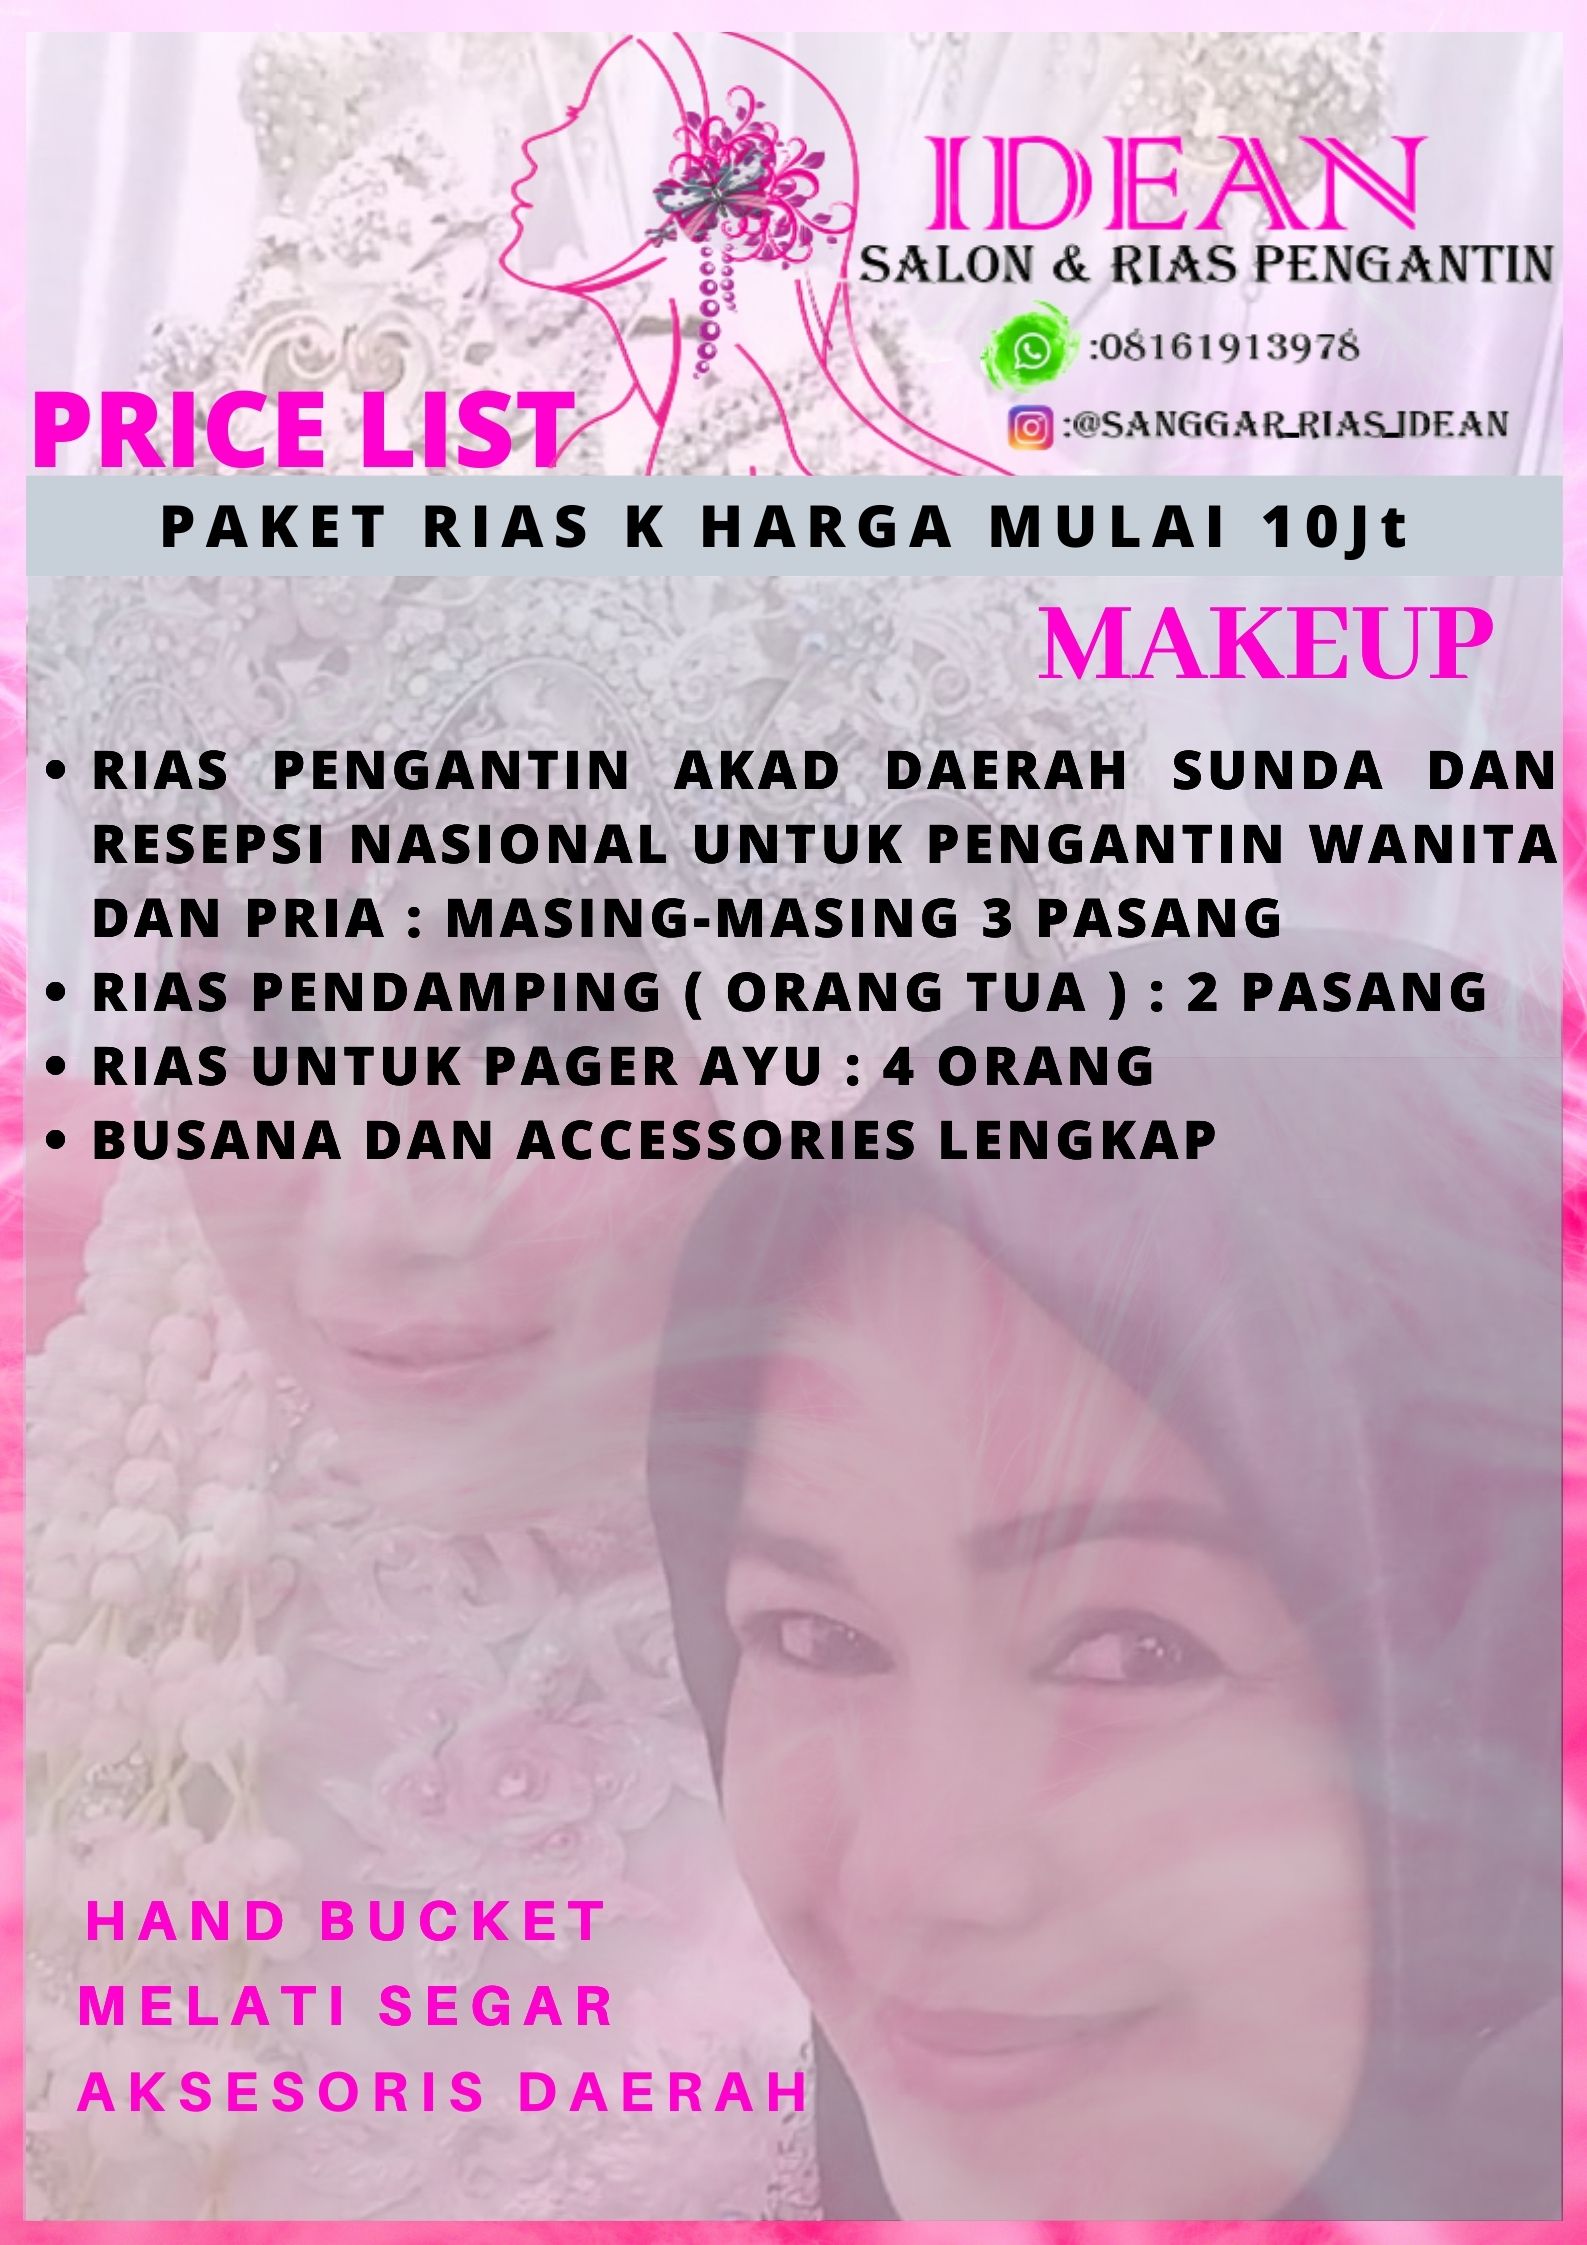 IDEAN
SALON & RIAS PENGANTIN
:08161913978
:@SANGGAR_RIAS_IDEAN
PRICE LIST
PAKET RIAS K HARGA MULAI 10Jt
MAKEUP
• RIAS PENGANTIN AKAD DAERAH SUNDA DAN
RESEPSI NASIONAL UNTUK PENGANTIN WANITA
DAN PRIA : MASING-MASING 3 PASANG
• RIAS PENDAMPING ( ORANG TUA ) : 2 PASANG
• RIAS UNTUK PAGER AYU : 4 ORANG
• BUSANA DAN ACCESSORIES LENGKAP
HAND BUCKET
MELATI SEGAR
AKSESORIS DAERAH